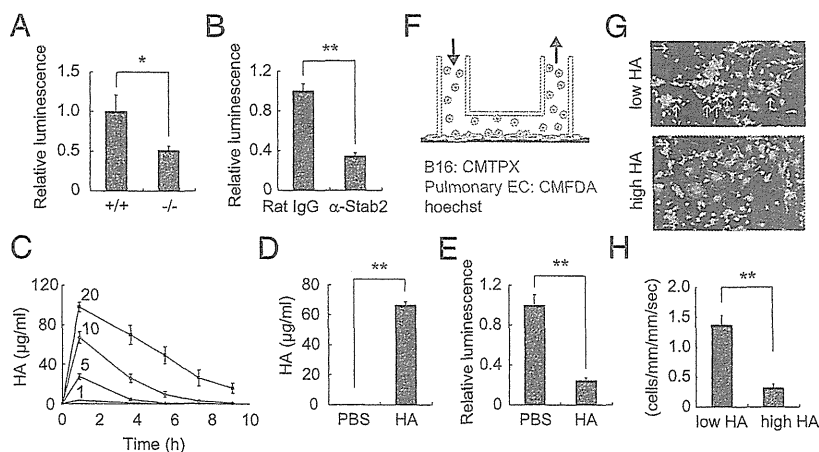 A
Relative luminescence
1.5
1.0
0.5
0
*
+/+
-/-
B
Relative luminescence
1.2
0.8
0.4
0
**
Rat IgG
α-Stab2
F
B16: CMTPX
Pulmonary EC: CMFDA
hoechst
G
low HA
high HA
C
HA (µg/ml)
120
80
40
0
20
10
5
1
0 2 4 6 8 10
Time (h)
D
HA (µg/ml)
80
60
40
20
0
**
PBS
HA
E
Relative luminescence
1.2
0.8
0.4
0
**
PBS
HA
H
(cells/mm/mm/sec)
2.0
1.5
1.0
0.5
0
**
low HA
high HA